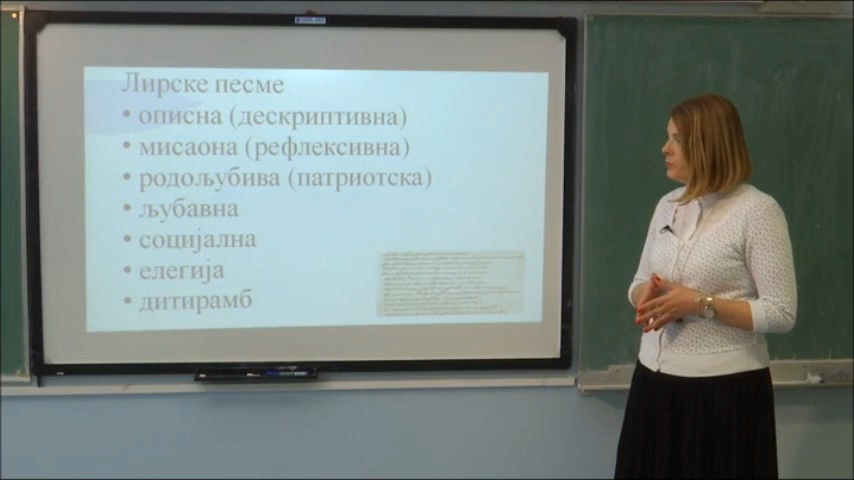 Лирске песме
• описна (дескриптивна)
• мисаона (рефлексивна)
• родољубива (патриотска)
• љубавна
• социјална
• елегија
• дитирамб